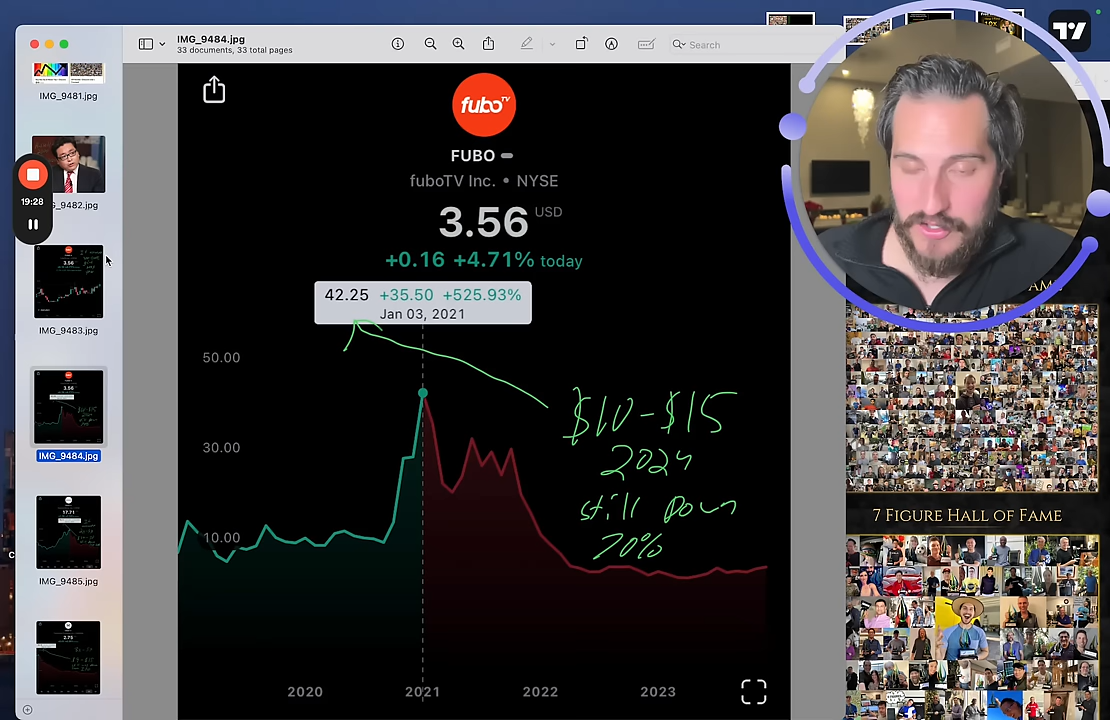 IMG_9484.jpg
33 documents, 33 total pages
Search
IMG_9481.jpg
_9482.jpg
19:28
IMG_9483.jpg
IMG_9484.jpg
IMG_9485.jpg
fuboTV
FUBO
fuboTV Inc. • NYSE
3.56 USD
+0.16 +4.71% today
42.25 +35.50 +525.93%
Jan 03, 2021
50.00
30.00
10.00
$10-$15
2024
still down
70%
2020 2021 2022 2023
7 Figure Hall of Fame